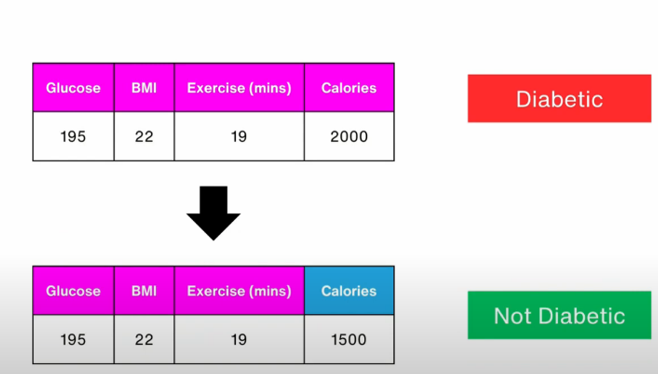 Glucose BMI Exercise (mins) Calories
Diabetic
195 22 19 2000
Glucose BMI Exercise (mins) Calories
Not Diabetic
195 22 19 1500